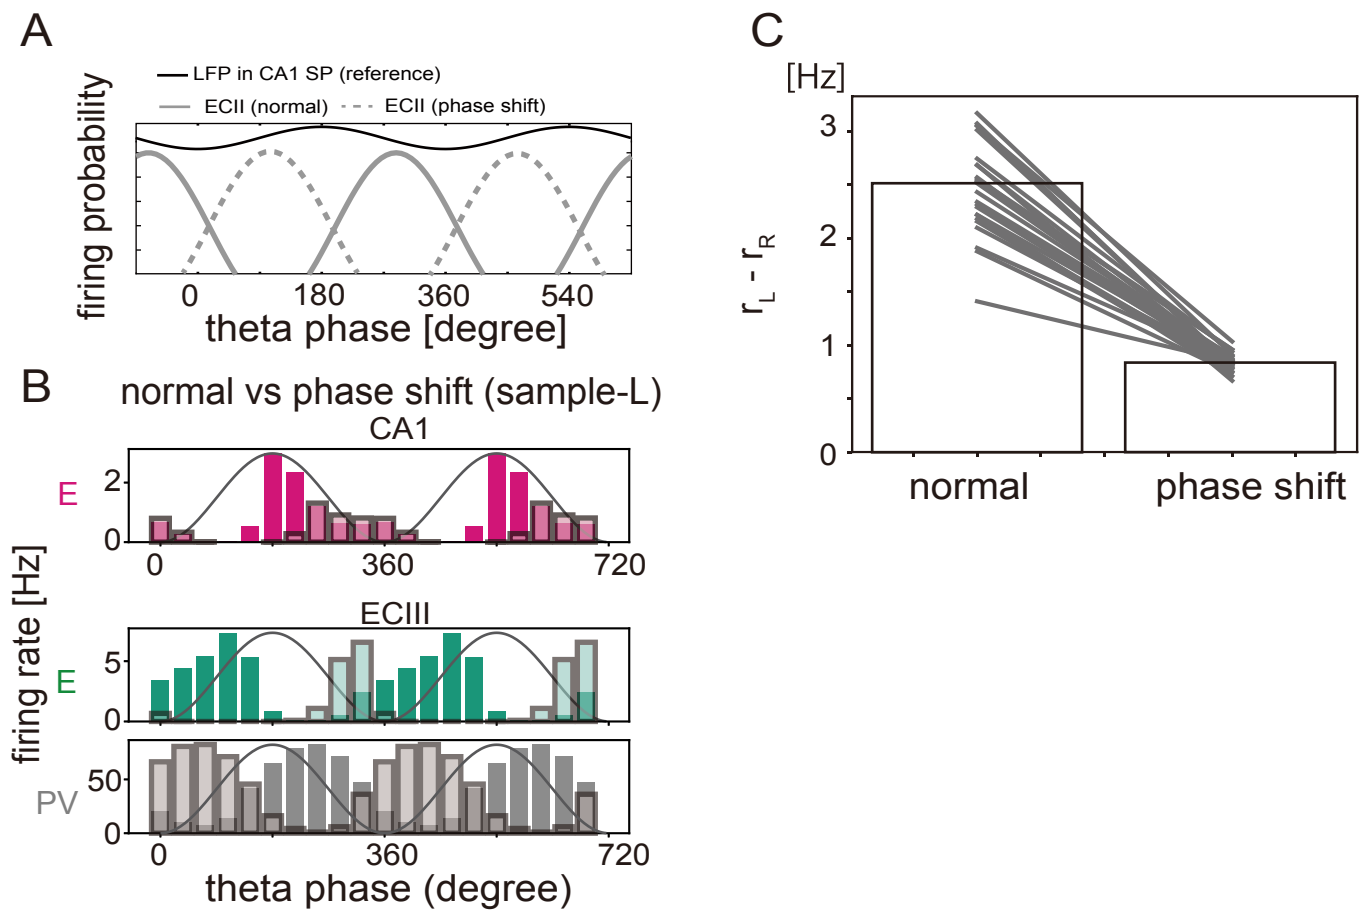 A
LFP in CA1 SP (reference)
ECII (normal) ECII (phase shift)
firing probability
0 180 360 540
theta phase [degree]
B
normal vs phase shift (sample-L)
CA1
E
2
0
0 360 720
firing rate [Hz]
ECIII
E
5
0
PV
50
0
0 360 720
theta phase (degree)
C
[Hz]
3
2
1
0
r_L - r_R
normal phase shift